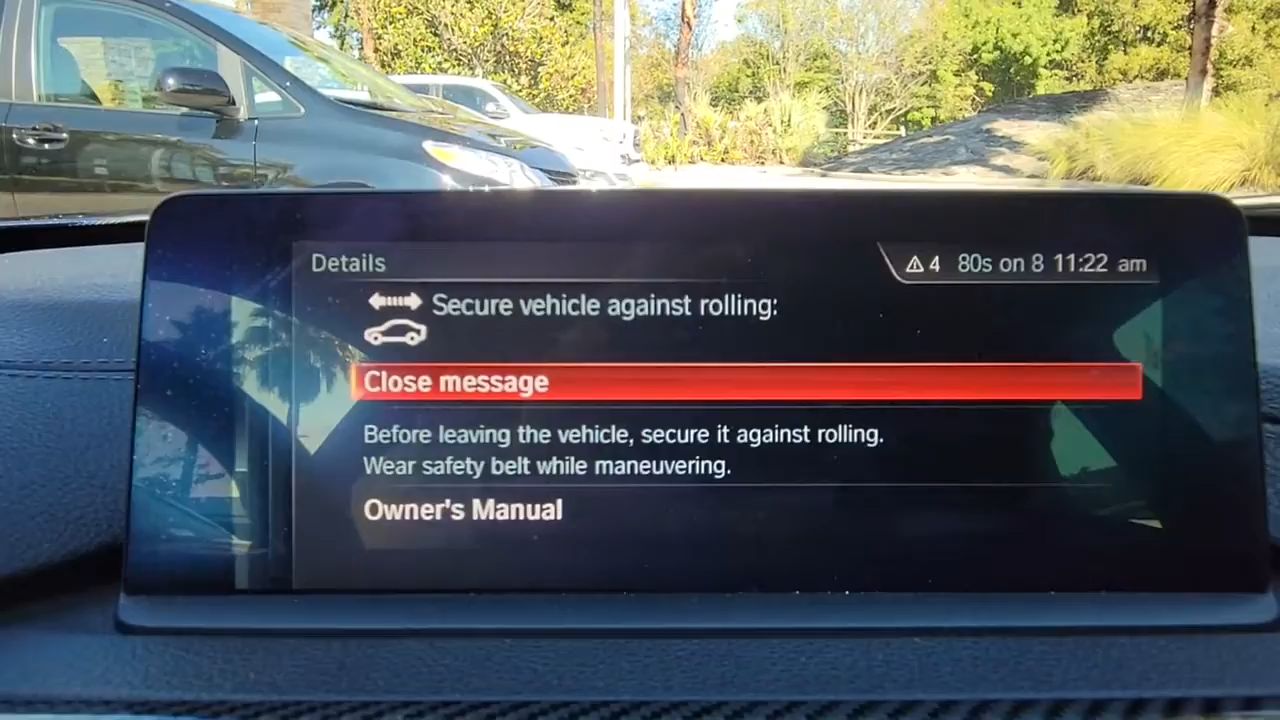 Details
4 80s on 8 11:22 am
Secure vehicle against rolling:
Close message
Before leaving the vehicle, secure it against rolling.
Wear safety belt while maneuvering.
Owner's Manual